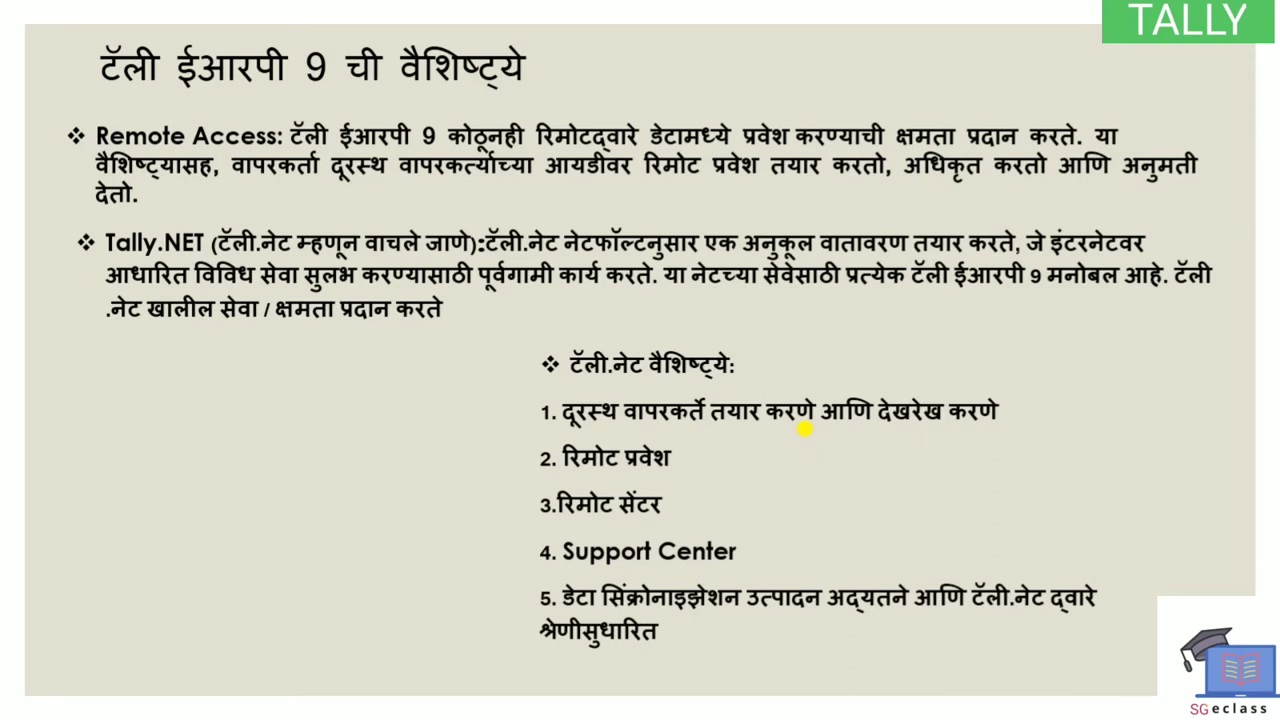 TALLY
टॅली ईआरपी 9 ची वैशिष्ट्ये
❖ Remote Access: टॅली ईआरपी 9 कोठूनही रिमोटद्वारे डेटामध्ये प्रवेश करण्याची क्षमता प्रदान करते. या
वैशिष्ट्यासह, वापरकर्ता दूरस्थ वापरकर्त्याच्या आयडीवर रिमोट प्रवेश तयार करतो, अधिकृत करतो आणि अनुमती
देतो.
❖ Tally.NET (टॅली.नेट म्हणून वाचले जाणे):टॅली.नेट नेटफॉल्टनुसार एक अनुकूल वातावरण तयार करते, जे इंटरनेटवर
आधारित विविध सेवा सुलभ करण्यासाठी पूर्वगामी कार्य करते. या नेटच्या सेवेसाठी प्रत्येक टॅली ईआरपी 9 मनोबल आहे. टॅली
.नेट खालील सेवा / क्षमता प्रदान करते
❖ टॅली.नेट वैशिष्ट्ये:
1. दूरस्थ वापरकर्ते तयार करणे आणि देखरेख करणे
2. रिमोट प्रवेश
3.रिमोट सेंटर
4. Support Center
5. डेटा सिंक्रोनाइझेशन उत्पादन अद्यतने आणि टॅली.नेट द्वारे
श्रेणीसुधारित
SG eclass